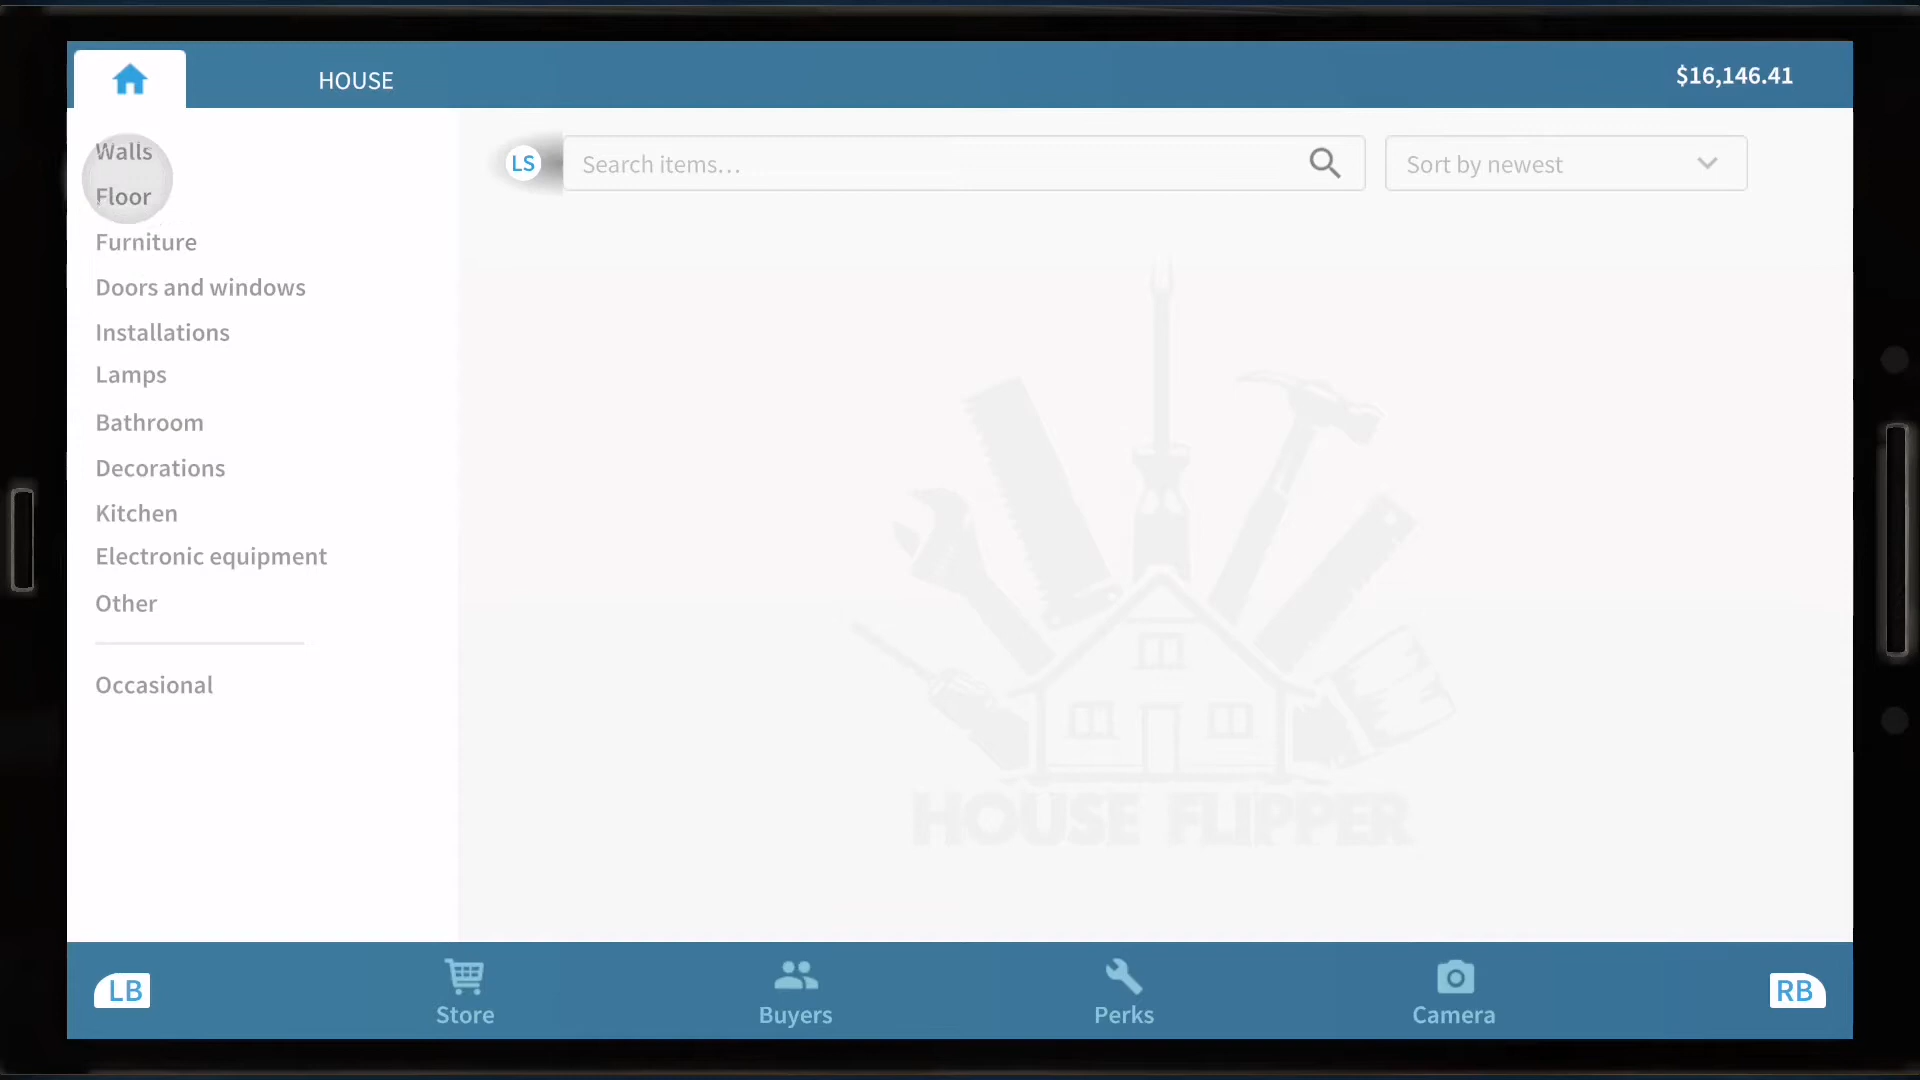 HOUSE
$16,146.41
Walls
Floor
Furniture
Doors and windows
Installations
Lamps
Bathroom
Decorations
Kitchen
Electronic equipment
Other
Occasional
LS
Search items...
Sort by newest
HOUSE FLIPPER
LB
Store
Buyers
Perks
Camera
RB